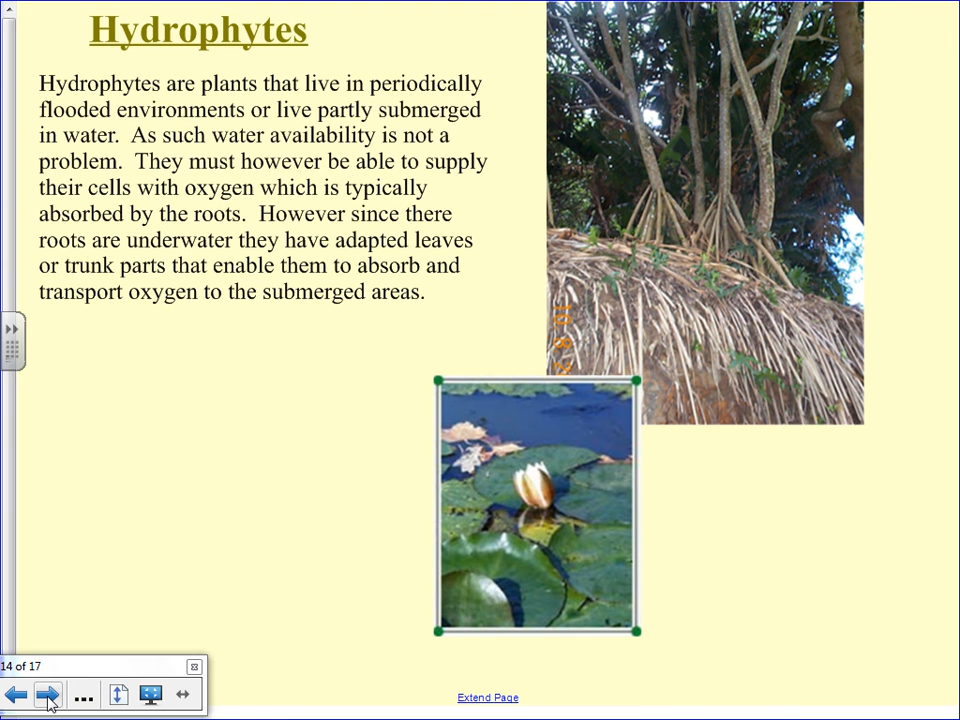 Hydrophytes
Hydrophytes are plants that live in periodically
flooded environments or live partly submerged
in water.  As such water availability is not a
problem.  They must however be able to supply
their cells with oxygen which is typically
absorbed by the roots.  However since there
roots are underwater they have adapted leaves
or trunk parts that enable them to absorb and
transport oxygen to the submerged areas.
14 of 17
Extend Page